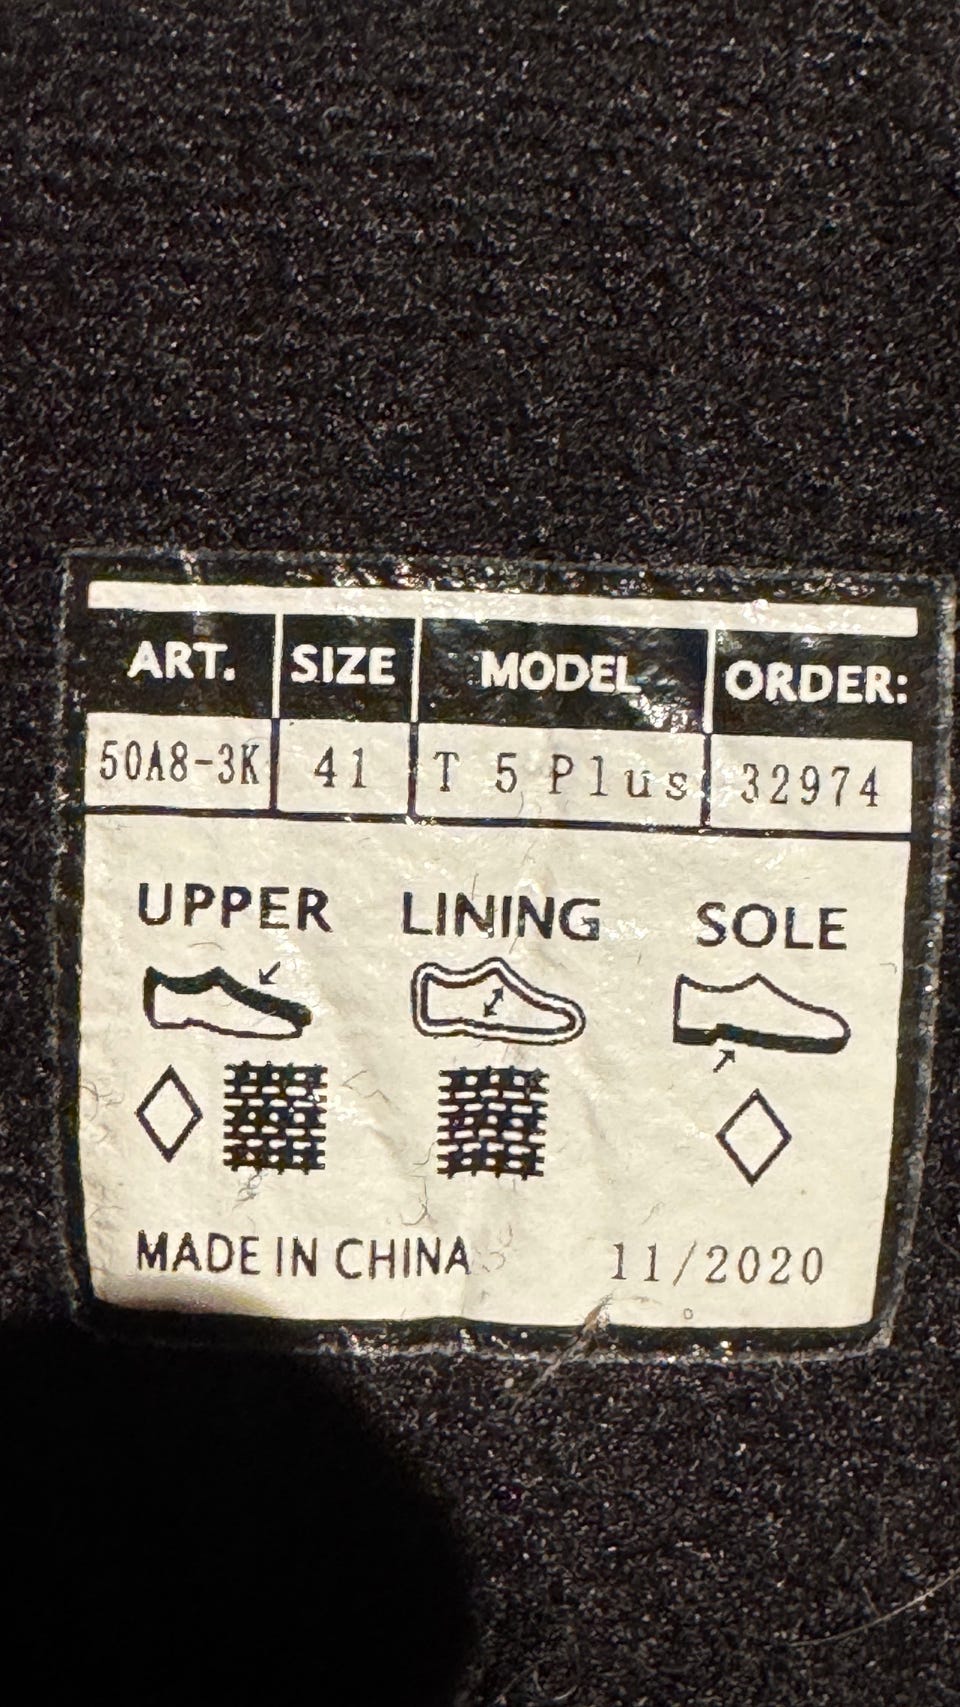 ART. SIZE MODEL ORDER:
50A8-3K 41 T 5 Plus 32974
UPPER LINING SOLE
MADE IN CHINA 11/2020